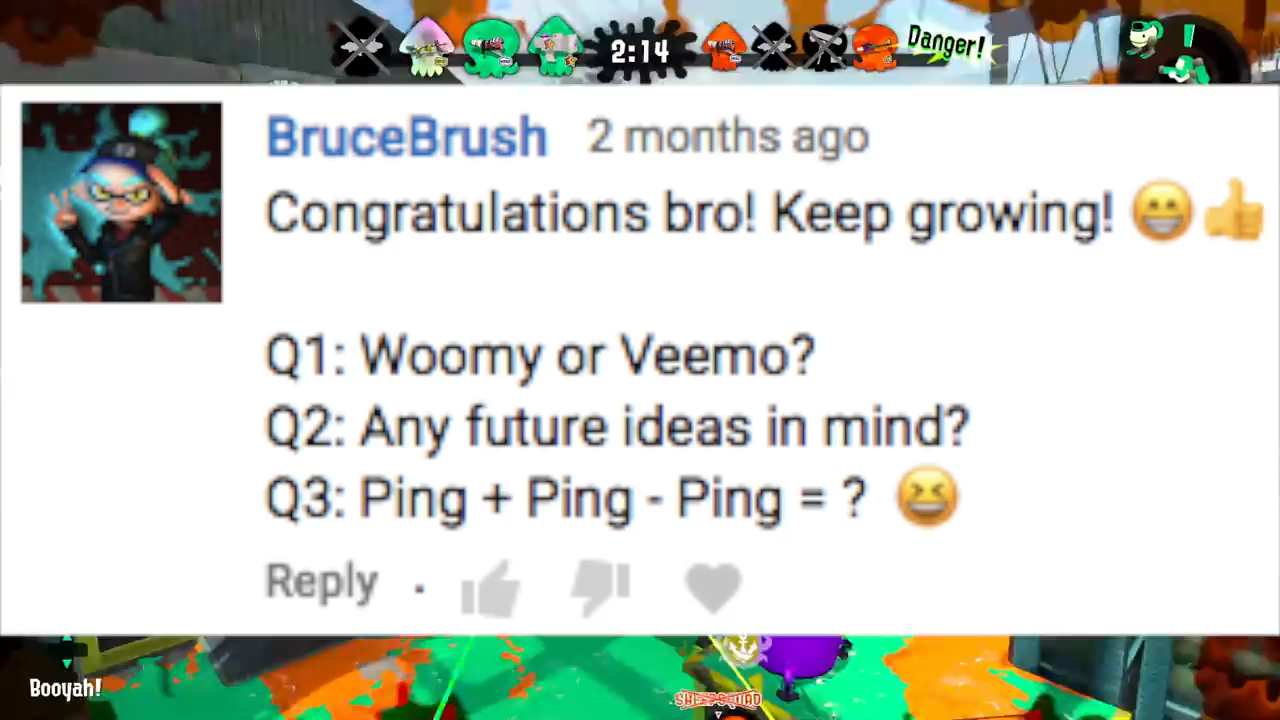 2:14
Danger!
BruceBrush 2 months ago
Congratulations bro! Keep growing! 😀👍
Q1: Woomy or Veemo?
Q2: Any future ideas in mind?
Q3: Ping + Ping - Ping = ? 😆
Reply ·
Booyah!
SHEEPSQUAD